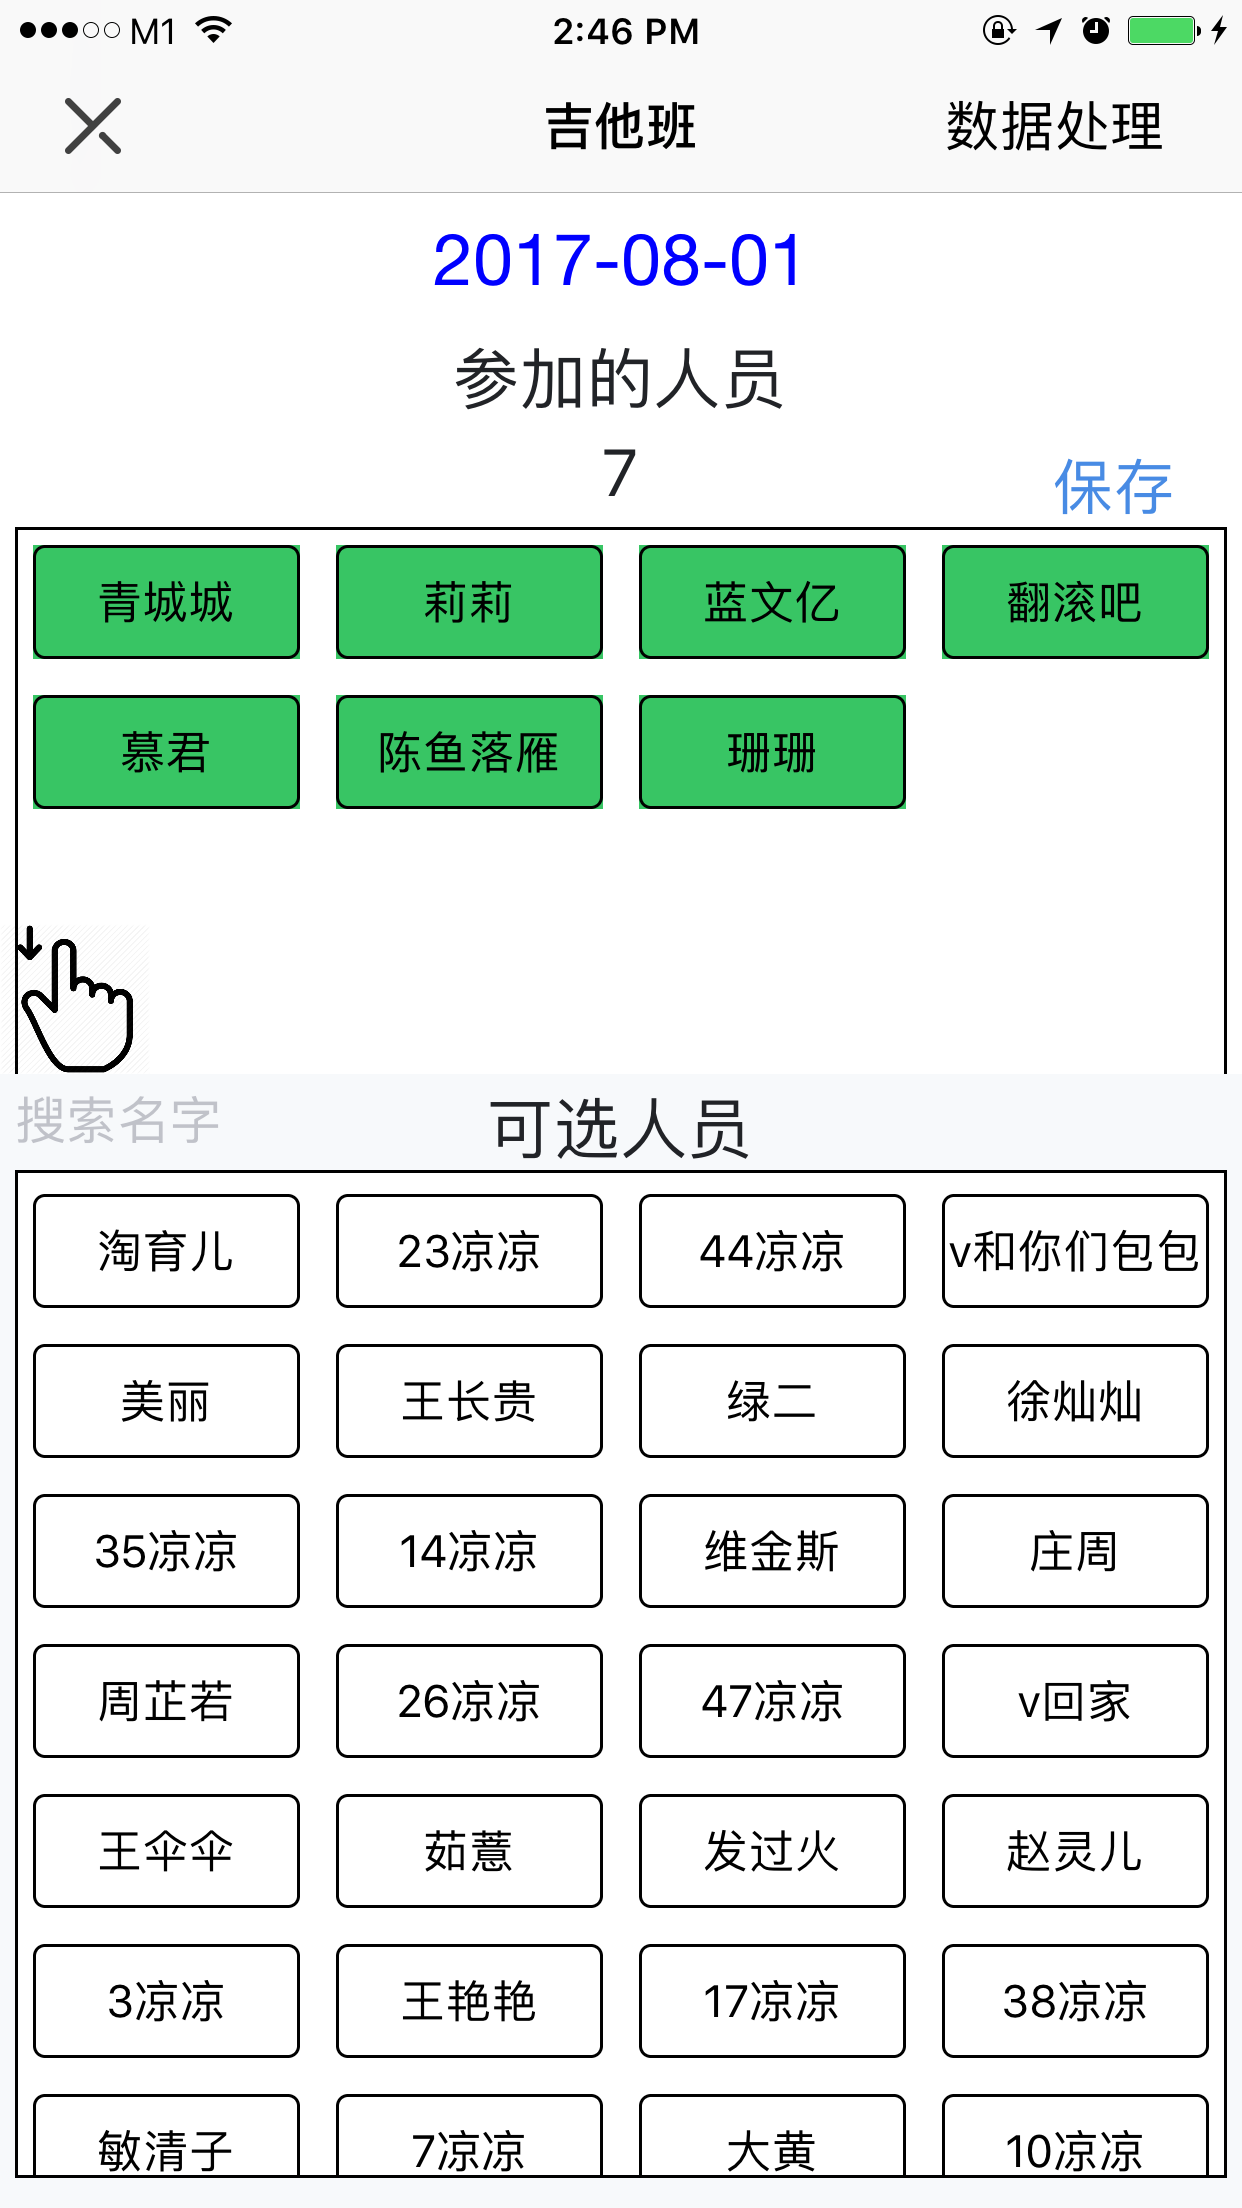 M1 2:46 PM
吉他班 数据处理
2017-08-01
参加的人员
7
保存
青城城 莉莉 蓝文亿 翻滚吧
慕君 陈鱼落雁 珊珊
搜索名字 可选人员
淘育儿 23凉凉 44凉凉 v和你们包包
美丽 王长贵 绿二 徐灿灿
35凉凉 14凉凉 维金斯 庄周
周芷若 26凉凉 47凉凉 v回家
王伞伞 茹薏 发过火 赵灵儿
3凉凉 王艳艳 17凉凉 38凉凉
敏清子 7凉凉 大黄 10凉凉